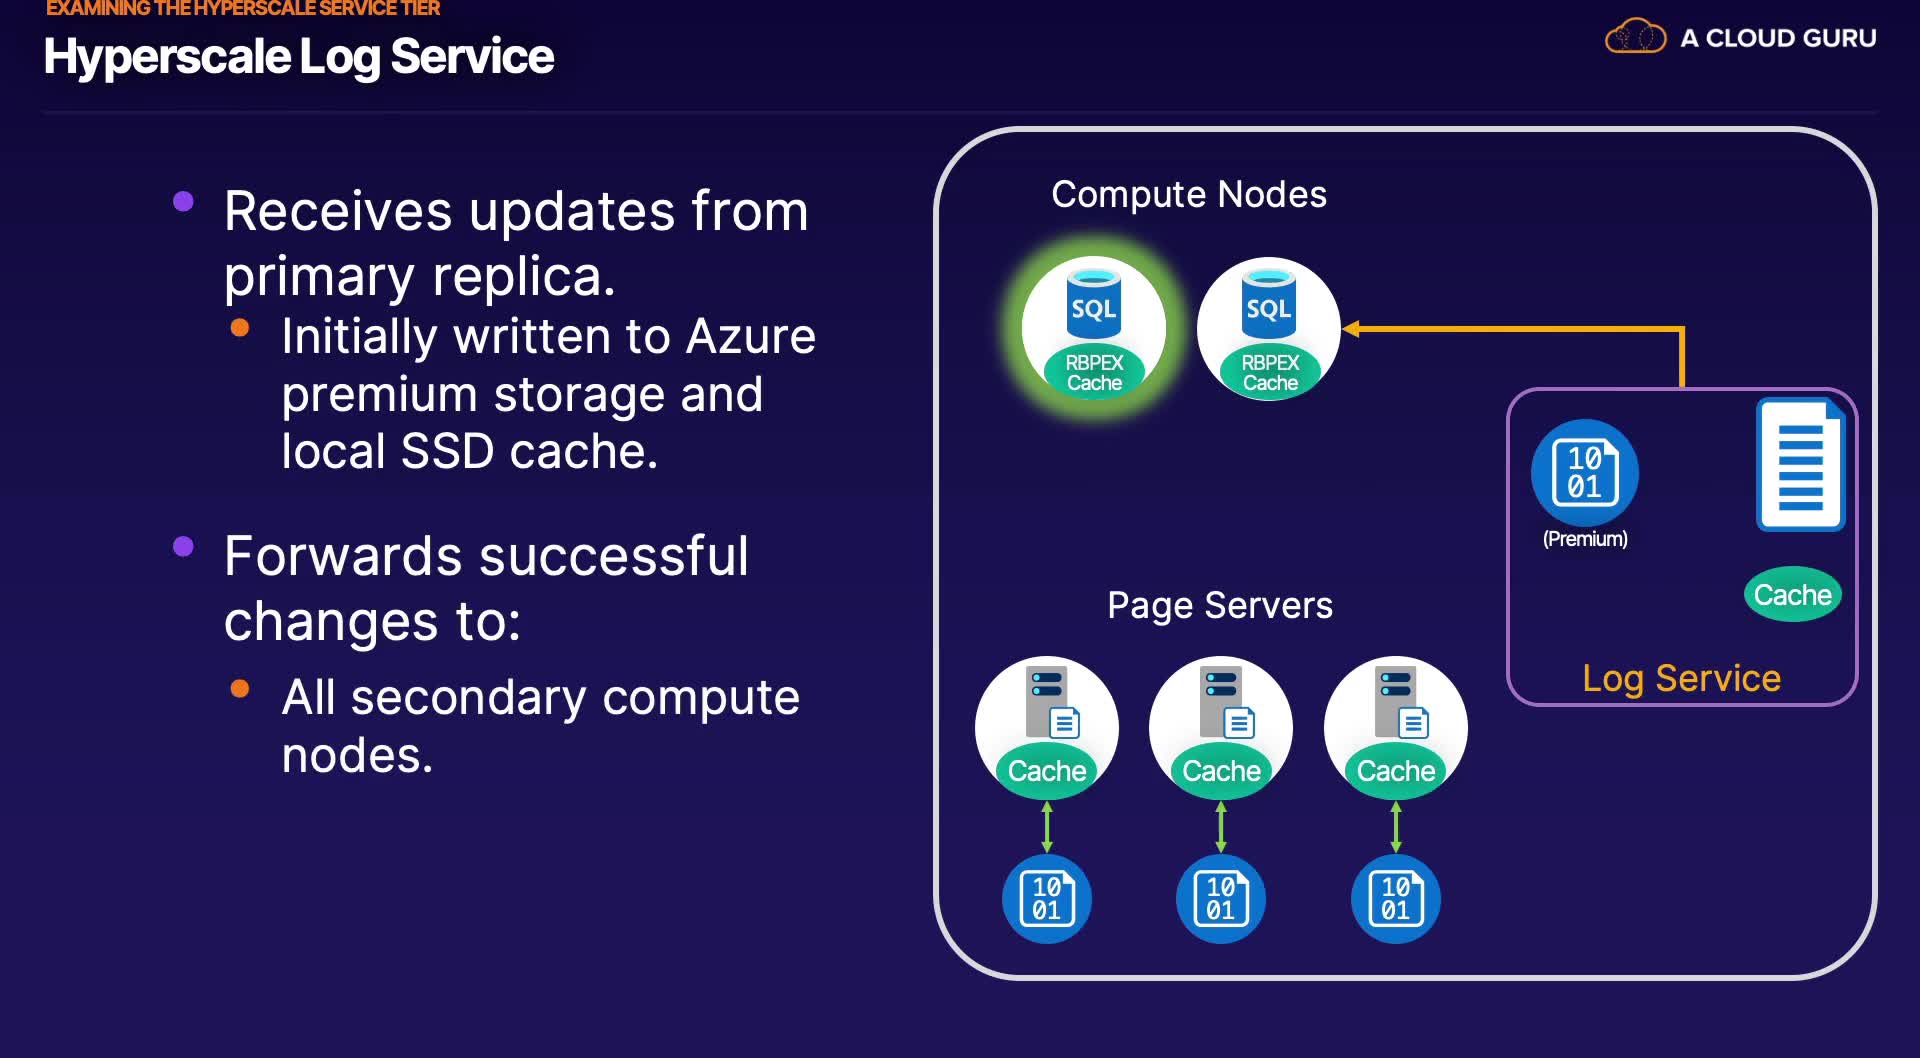 EXAMINING THE HYPERSCALE SERVICE TIER
Hyperscale Log Service
A CLOUD GURU
Receives updates from
primary replica.
Initially written to Azure
premium storage and
local SSD cache.
Forwards successful
changes to:
All secondary compute
nodes.
Compute Nodes
SQL
RBPEX
Cache
SQL
RBPEX
Cache
10
01
(Premium)
Cache
Log Service
Page Servers
Cache
Cache
Cache
10
01
10
01
10
01